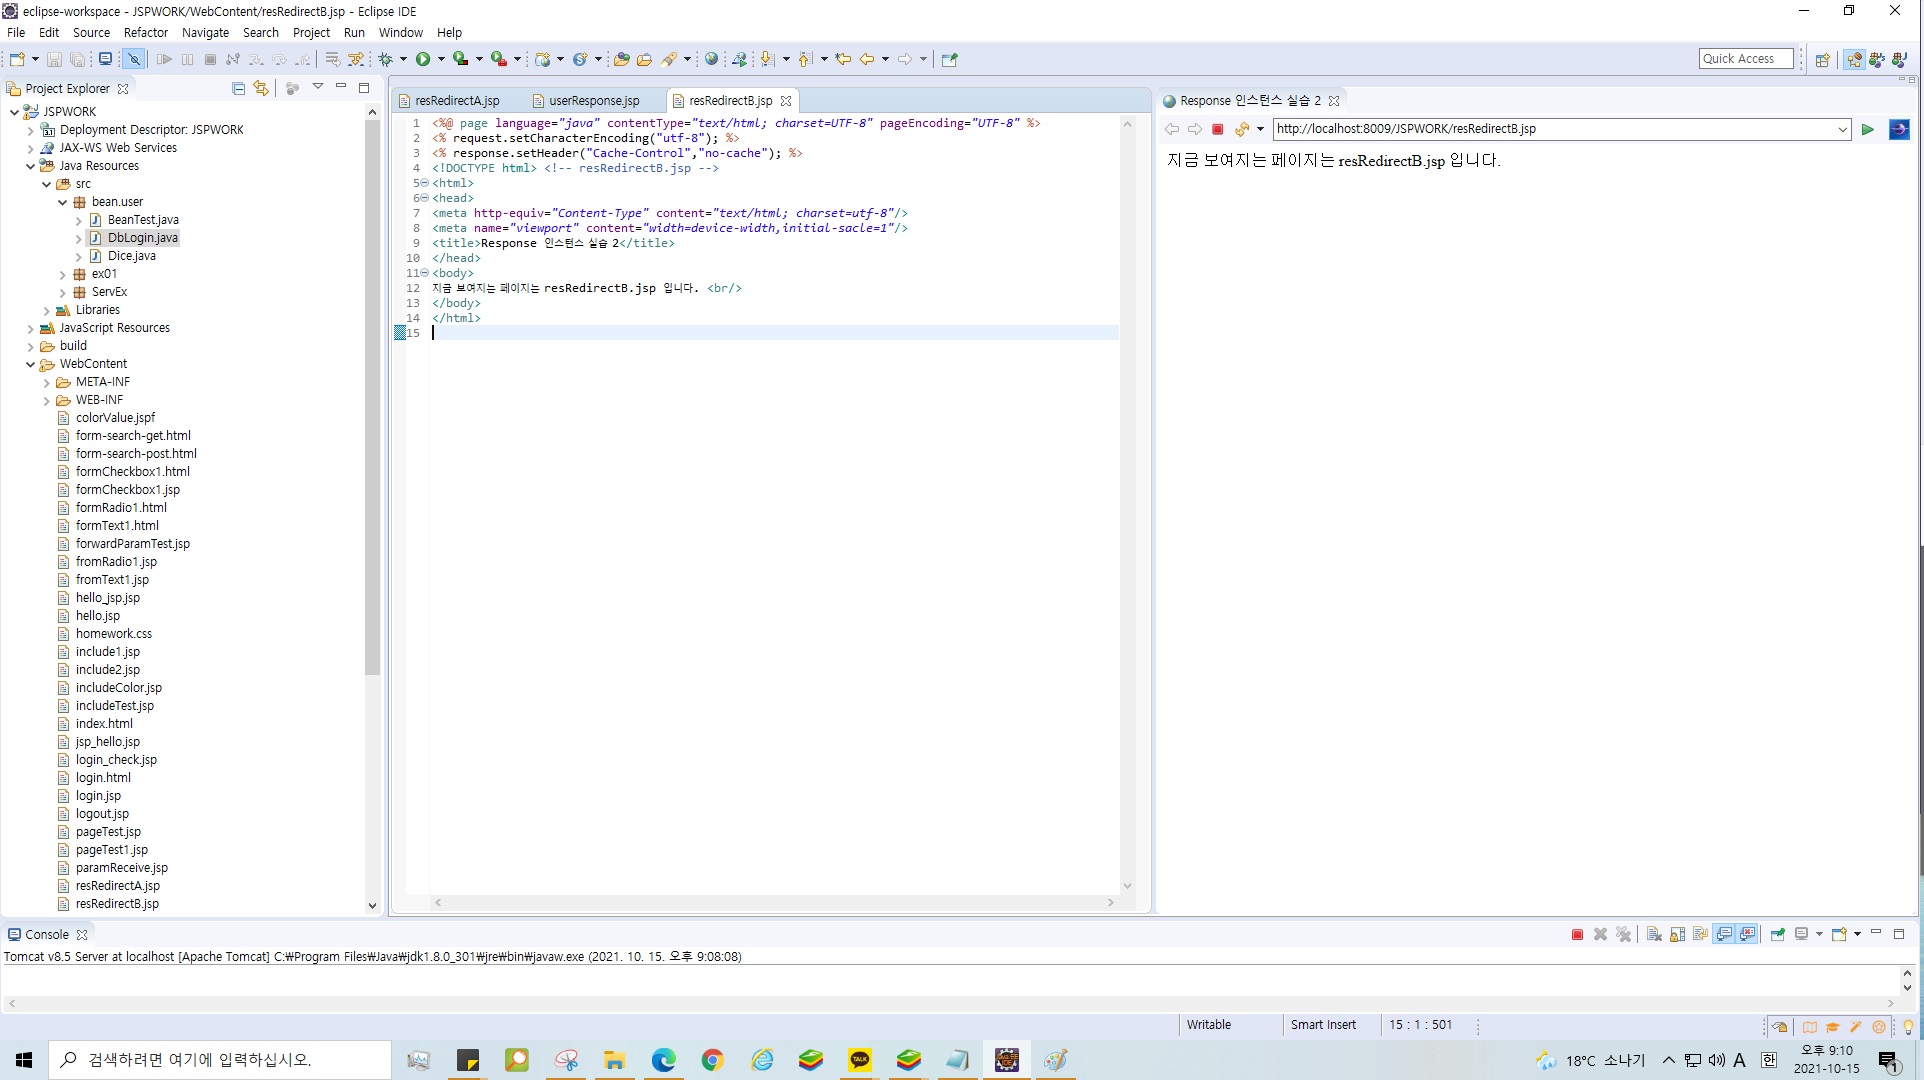 eclipse-workspace - JSPWORK/WebContent/resRedirectB.jsp - Eclipse IDE
File Edit Source Refactor Navigate Search Project Run Window Help
Quick Access
Project Explorer
JSPWORK
Deployment Descriptor: JSPWORK
JAX-WS Web Services
Java Resources
src
bean.user
BeanTest.java
DbLogin.java
Dice.java
ex01
ServEx
Libraries
JavaScript Resources
build
WebContent
META-INF
WEB-INF
colorValue.jspf
form-search-get.html
form-search-post.html
formCheckbox1.html
formCheckbox1.jsp
formRadio1.html
formText1.html
forwardParamTest.jsp
fromRadio1.jsp
fromText1.jsp
hello_jsp.jsp
hello.jsp
homework.css
include1.jsp
include2.jsp
includeColor.jsp
includeTest.jsp
index.html
jsp_hello.jsp
login_check.jsp
login.html
login.jsp
logout.jsp
pageTest.jsp
pageTest1.jsp
paramReceive.jsp
resRedirectA.jsp
resRedirectB.jsp
resRedirectA.jsp userResponse.jsp resRedirectB.jsp
1 <%@ page language="java" contentType="text/html; charset=UTF-8" pageEncoding="UTF-8" %>
2 <% request.setCharacterEncoding("utf-8"); %>
3 <% response.setHeader("Cache-Control","no-cache"); %>
4 <!DOCTYPE html> <!-- resRedirectB.jsp -->
5 <html>
6 <head>
7 <meta http-equiv="Content-Type" content="text/html; charset=utf-8"/>
8 <meta name="viewport" content="width=device-width,initial-sacle=1"/>
9 <title>Response 인스턴스 실습 2</title>
10 </head>
11 <body>
12 지금 보여지는 페이지는 resRedirectB.jsp 입니다. <br/>
13 </body>
14 </html>
15
Response 인스턴스 실습 2
http://localhost:8009/JSPWORK/resRedirectB.jsp
지금 보여지는 페이지는 resRedirectB.jsp 입니다.
Console
Tomcat v8.5 Server at localhost [Apache Tomcat] C:₩Program Files₩Java₩jdk1.8.0_301₩jre₩bin₩javaw.exe (2021. 10. 15. 오후 9:08:08)
Writable Smart Insert 15 : 1 : 501
검색하려면 여기에 입력하십시오.
TALK
18°C 소나기 A 한
오후 9:10
2021-10-15
1